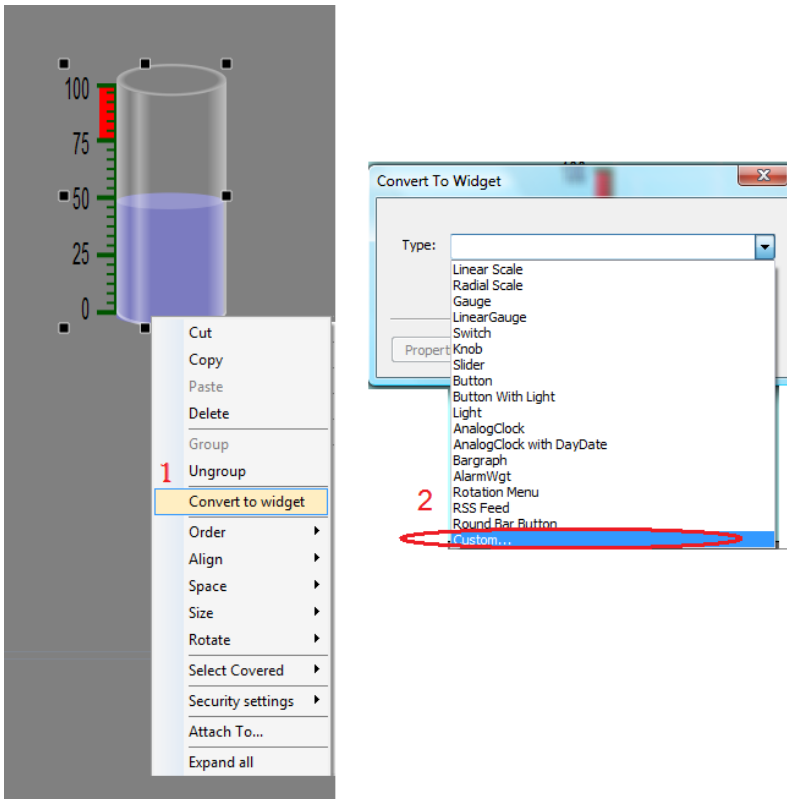 100
75
50
25
0
1
Cut
Copy
Paste
Delete
Group
Ungroup
Convert to widget
Order
Align
Space
Size
Rotate
Select Covered
Security settings
Attach To...
Expand all
Convert To Widget
X
Type:
Linear Scale
Radial Scale
Gauge
LinearGauge
Switch
Propert
Knob
Slider
Button
Button With Light
Light
AnalogClock
AnalogClock with DayDate
Bargraph
AlarmWgt
2
Rotation Menu
RSS Feed
Round Bar Button
Custom...